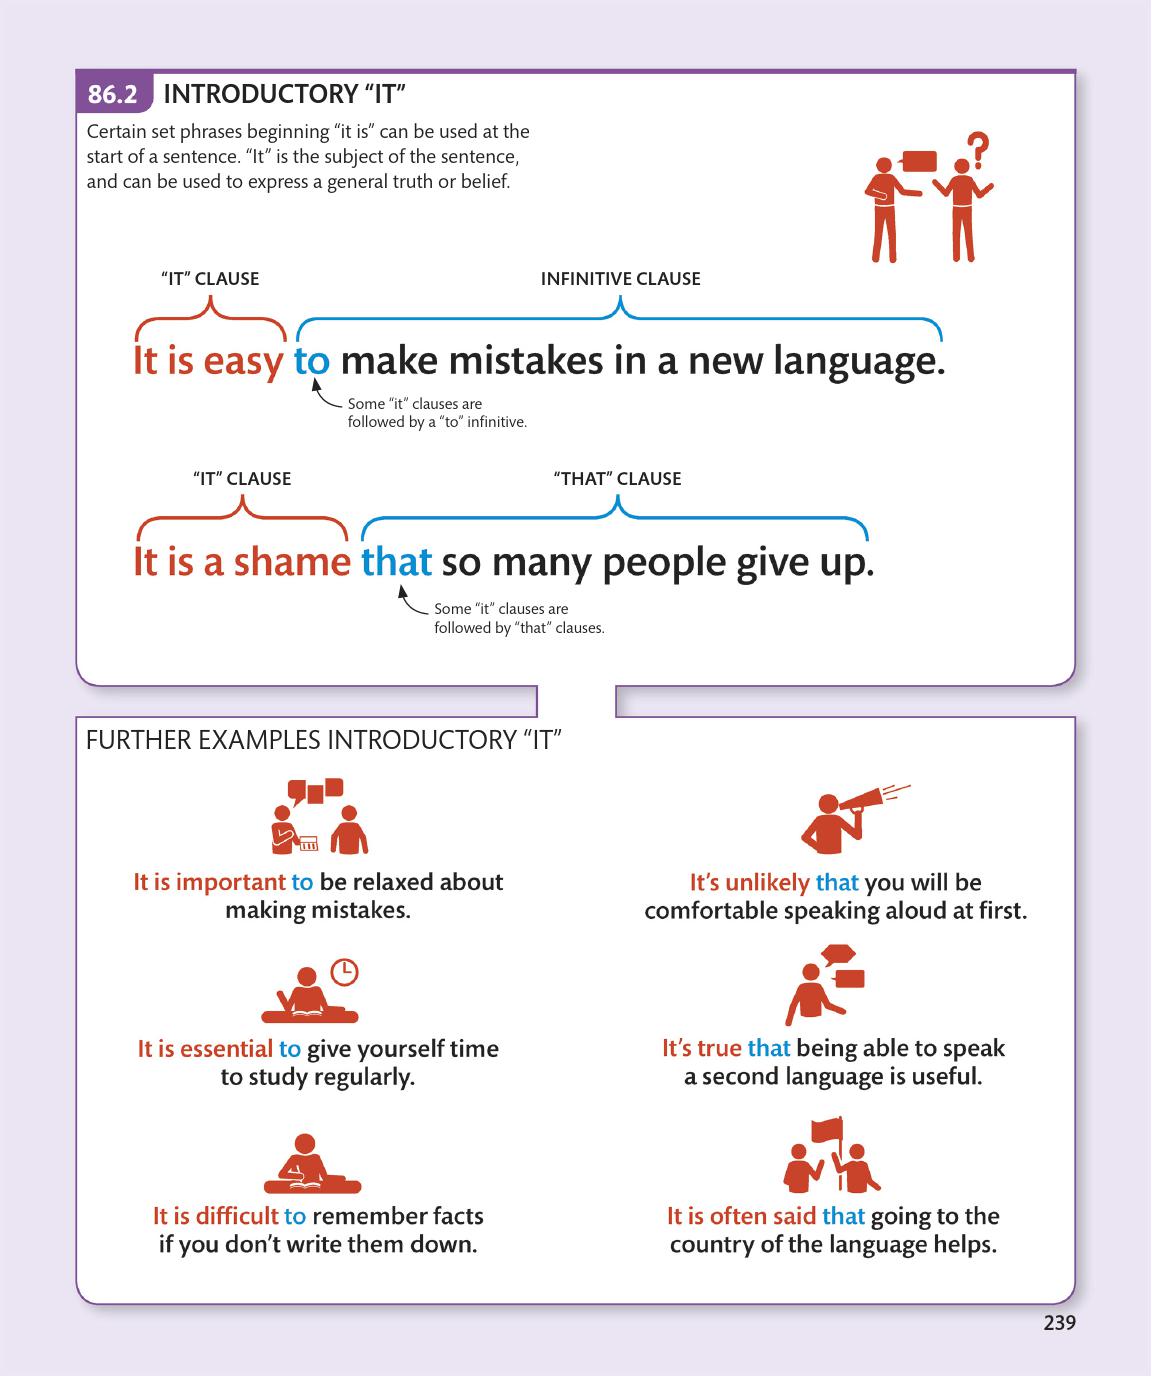 86.2 INTRODUCTORY “IT”
Certain set phrases beginning “it is” can be used at the
start of a sentence. “It” is the subject of the sentence,
and can be used to express a general truth or belief.
?
“IT” CLAUSE
INFINITIVE CLAUSE
It is easy to make mistakes in a new language.
Some “it” clauses are
followed by a “to” infinitive.
“IT” CLAUSE
“THAT” CLAUSE
It is a shame that so many people give up.
Some “it” clauses are
followed by “that” clauses.
FURTHER EXAMPLES INTRODUCTORY “IT”
It is important to be relaxed about
making mistakes.
It’s unlikely that you will be
comfortable speaking aloud at first.
It is essential to give yourself time
to study regularly.
It’s true that being able to speak
a second language is useful.
It is difficult to remember facts
if you don’t write them down.
It is often said that going to the
country of the language helps.
239